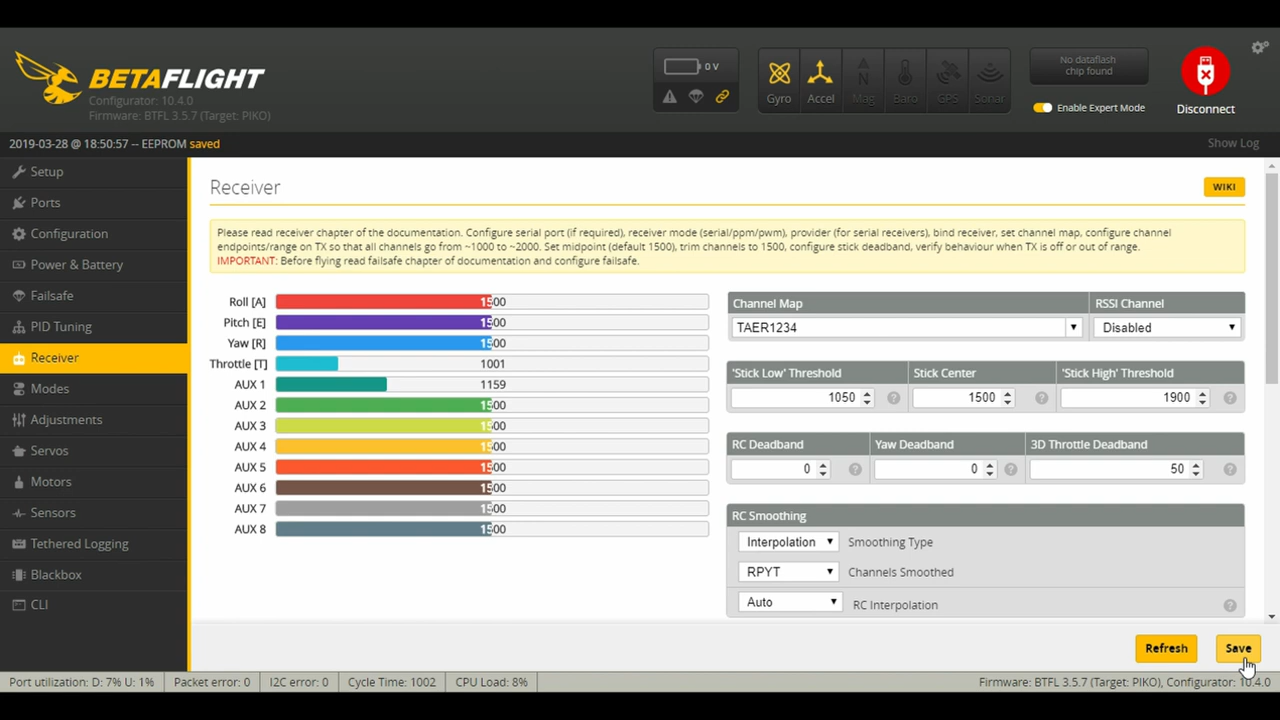 BETAFLIGHT
Configurator: 10.4.0
Firmware: BTFL 3.5.7 (Target: PIKO)
0 V
Gyro
Accel
Mag
Baro
GPS
Sonar
No dataflash
chip found
Enable Expert Mode
Disconnect
2019-03-28 @ 18:50:57 -- EEPROM saved
Show Log
Setup
Ports
Configuration
Power & Battery
Failsafe
PID Tuning
Receiver
Modes
Adjustments
Servos
Motors
Sensors
Tethered Logging
Blackbox
CLI
Receiver
WIKI
Please read receiver chapter of the documentation. Configure serial port (if required), receiver mode (serial/ppm/pwm), provider (for serial receivers), bind receiver, set channel map, configure channel
endpoints/range on TX so that all channels go from ~1000 to ~2000. Set midpoint (default 1500), trim channels to 1500, configure stick deadband, verify behaviour when TX is off or out of range.
IMPORTANT: Before flying read failsafe chapter of documentation and configure failsafe.
Roll [A] 1500
Pitch [E] 1500
Yaw [R] 1500
Throttle [T] 1001
AUX 1 1159
AUX 2 1500
AUX 3 1500
AUX 4 1500
AUX 5 1500
AUX 6 1500
AUX 7 1500
AUX 8 1500
Channel Map RSSI Channel
TAER1234 Disabled
'Stick Low' Threshold Stick Center 'Stick High' Threshold
1050 1500 1900
RC Deadband Yaw Deadband 3D Throttle Deadband
0 0 50
RC Smoothing
Interpolation Smoothing Type
RPYT Channels Smoothed
Auto RC Interpolation
Refresh Save
Port utilization: D: 7% U: 1% Packet error: 0 I2C error: 0 Cycle Time: 1002 CPU Load: 8% Firmware: BTFL 3.5.7 (Target: PIKO), Configurator: 10.4.0